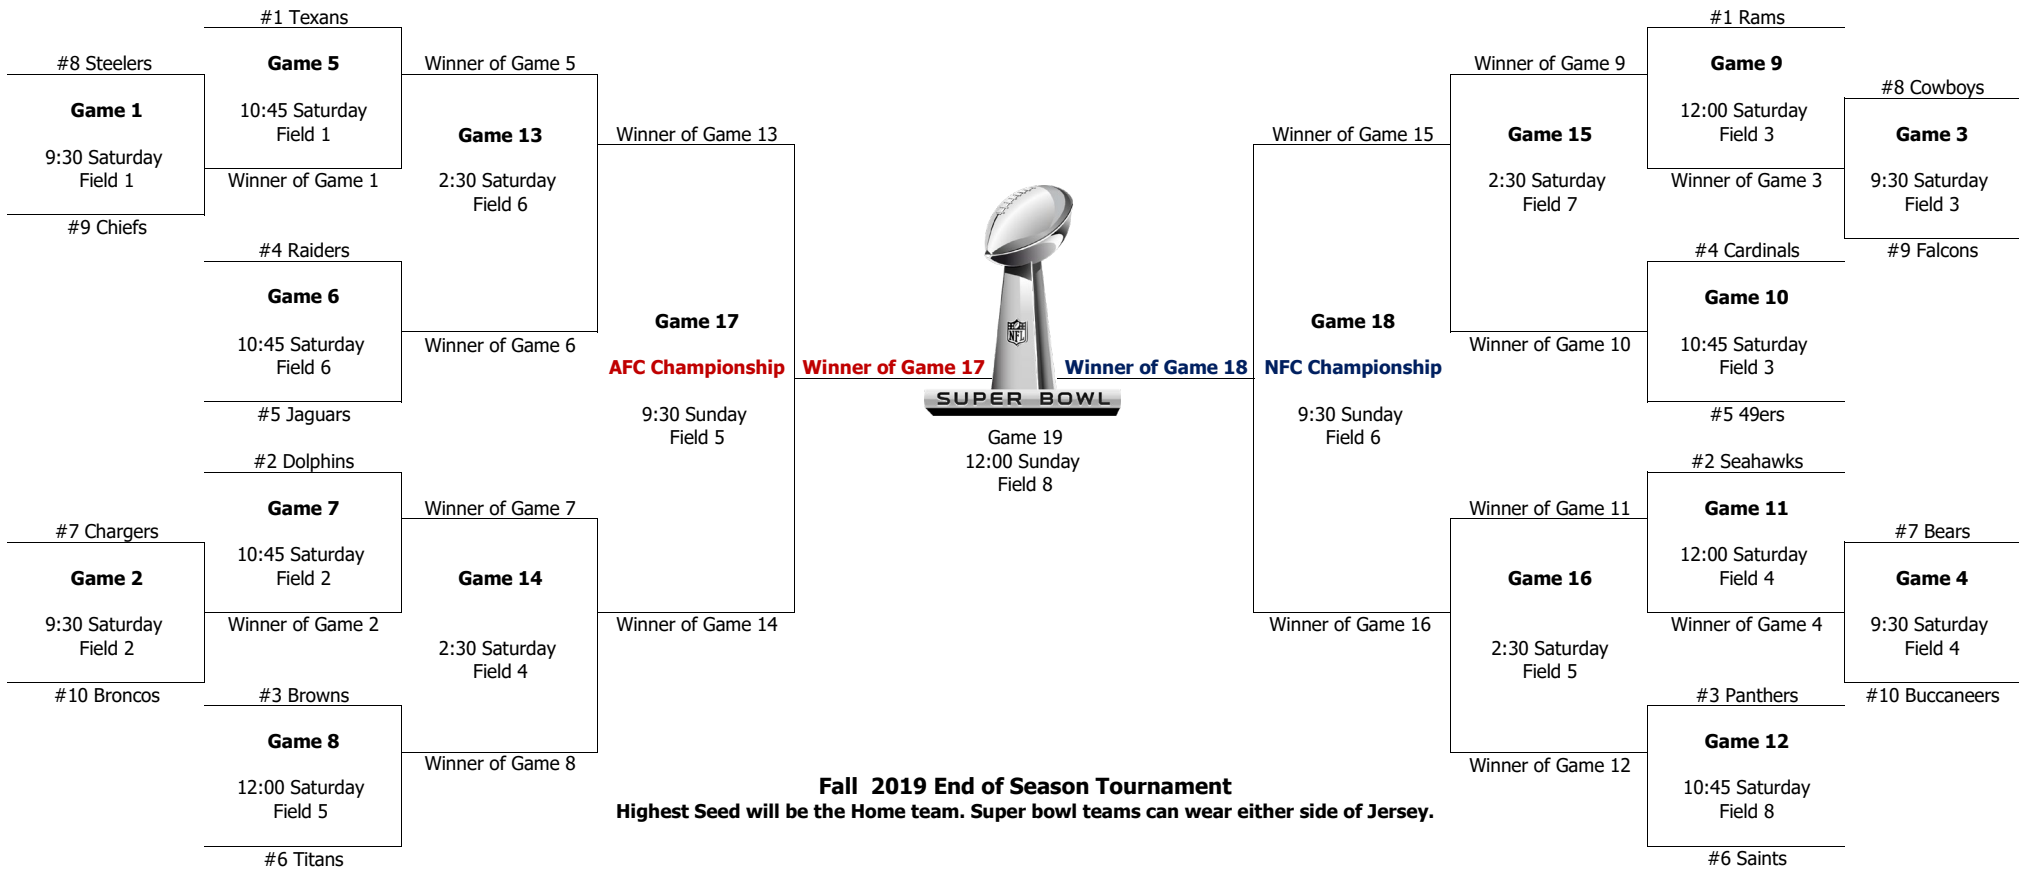 #1 Texans
#8 Steelers
Game 5
Winner of Game 5
Game 1
10:45 Saturday
Field 1
Game 13
Winner of Game 13
9:30 Saturday
Field 1
Winner of Game 1
2:30 Saturday
Field 6
#9 Chiefs
#4 Raiders
Game 6
10:45 Saturday
Field 6
Winner of Game 6
#5 Jaguars
Game 17
AFC Championship
9:30 Sunday
Field 5
Winner of Game 17
#2 Dolphins
Game 7
Winner of Game 7
#7 Chargers
10:45 Saturday
Field 2
Game 2
Game 14
9:30 Saturday
Field 2
Winner of Game 2
Winner of Game 14
2:30 Saturday
Field 4
#10 Broncos
#3 Browns
Game 8
Winner of Game 8
12:00 Saturday
Field 5
#6 Titans
NFL
SUPER BOWL
Game 19
12:00 Sunday
Field 8
#1 Rams
Winner of Game 9
Game 9
#8 Cowboys
12:00 Saturday
Field 3
Winner of Game 15
Game 15
Game 3
2:30 Saturday
Field 7
Winner of Game 3
9:30 Saturday
Field 3
#4 Cardinals
#9 Falcons
Game 10
Winner of Game 10
10:45 Saturday
Field 3
#5 49ers
Game 18
Winner of Game 18
NFC Championship
9:30 Sunday
Field 6
#2 Seahawks
Winner of Game 11
Game 11
#7 Bears
12:00 Saturday
Field 4
Game 16
Game 4
Winner of Game 16
Winner of Game 4
9:30 Saturday
Field 4
2:30 Saturday
Field 5
#3 Panthers
#10 Buccaneers
Game 12
Winner of Game 12
10:45 Saturday
Field 8
#6 Saints
Fall 2019 End of Season Tournament
Highest Seed will be the Home team. Super bowl teams can wear either side of Jersey.